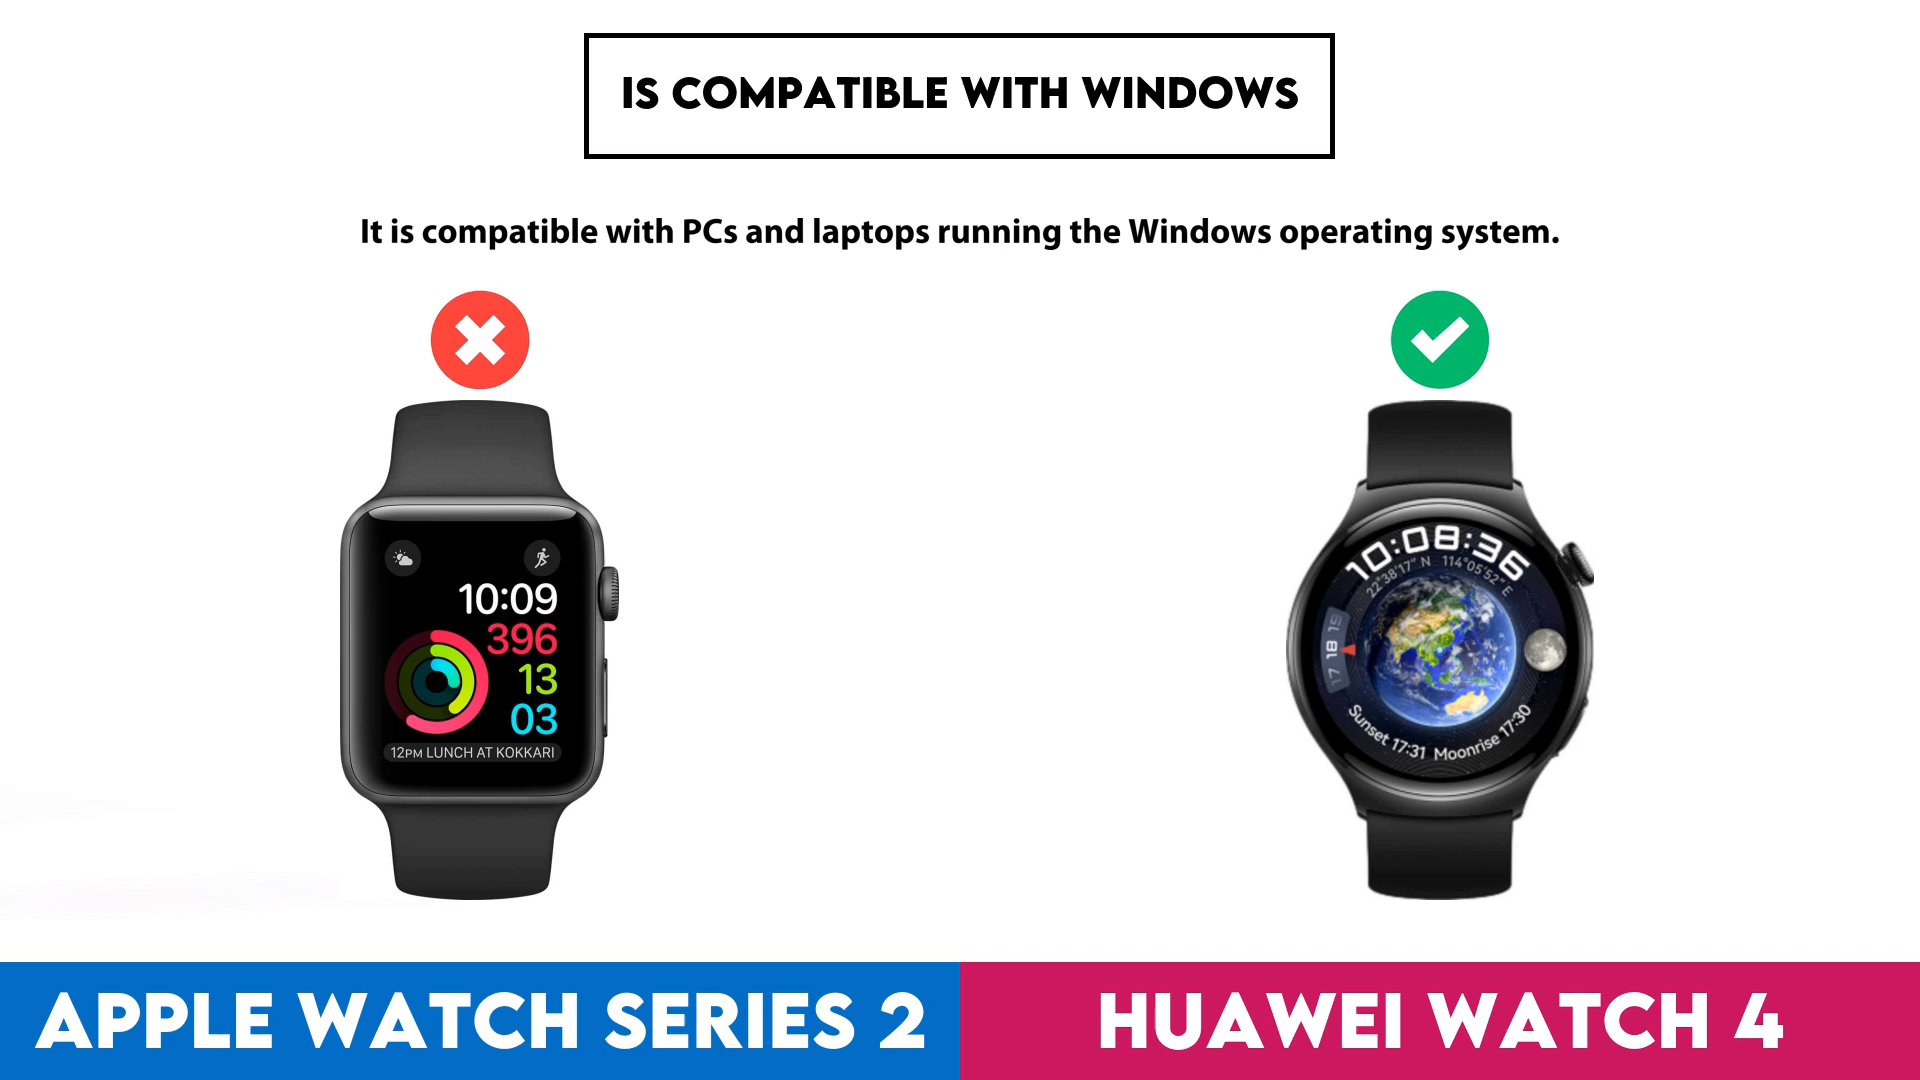 IS COMPATIBLE WITH WINDOWS
It is compatible with PCs and laptops running the Windows operating system.
10:09
396
13
03
12PM LUNCH AT KOKKARI
10:08:36
22°38'17" N 114°05'52" E
17 18 19
Sunset 17:31 Moonrise 17:30
APPLE WATCH SERIES 2
HUAWEI WATCH 4